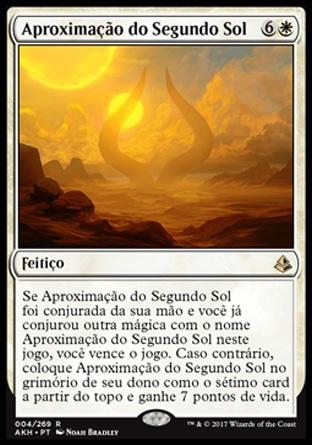 Aproximação do Segundo Sol 6
Feitiço
Se Aproximação do Segundo Sol
foi conjurada da sua mão e você já
conjurou outra mágica com o nome
Aproximação do Segundo Sol neste
jogo, você vence o jogo. Caso contrário,
coloque Aproximação do Segundo Sol no
grimório de seu dono como o sétimo card
a partir do topo e ganhe 7 pontos de vida.
004/269 R
AKH • PT NOAH BRADLEY
™ & © 2017 Wizards of the Coast